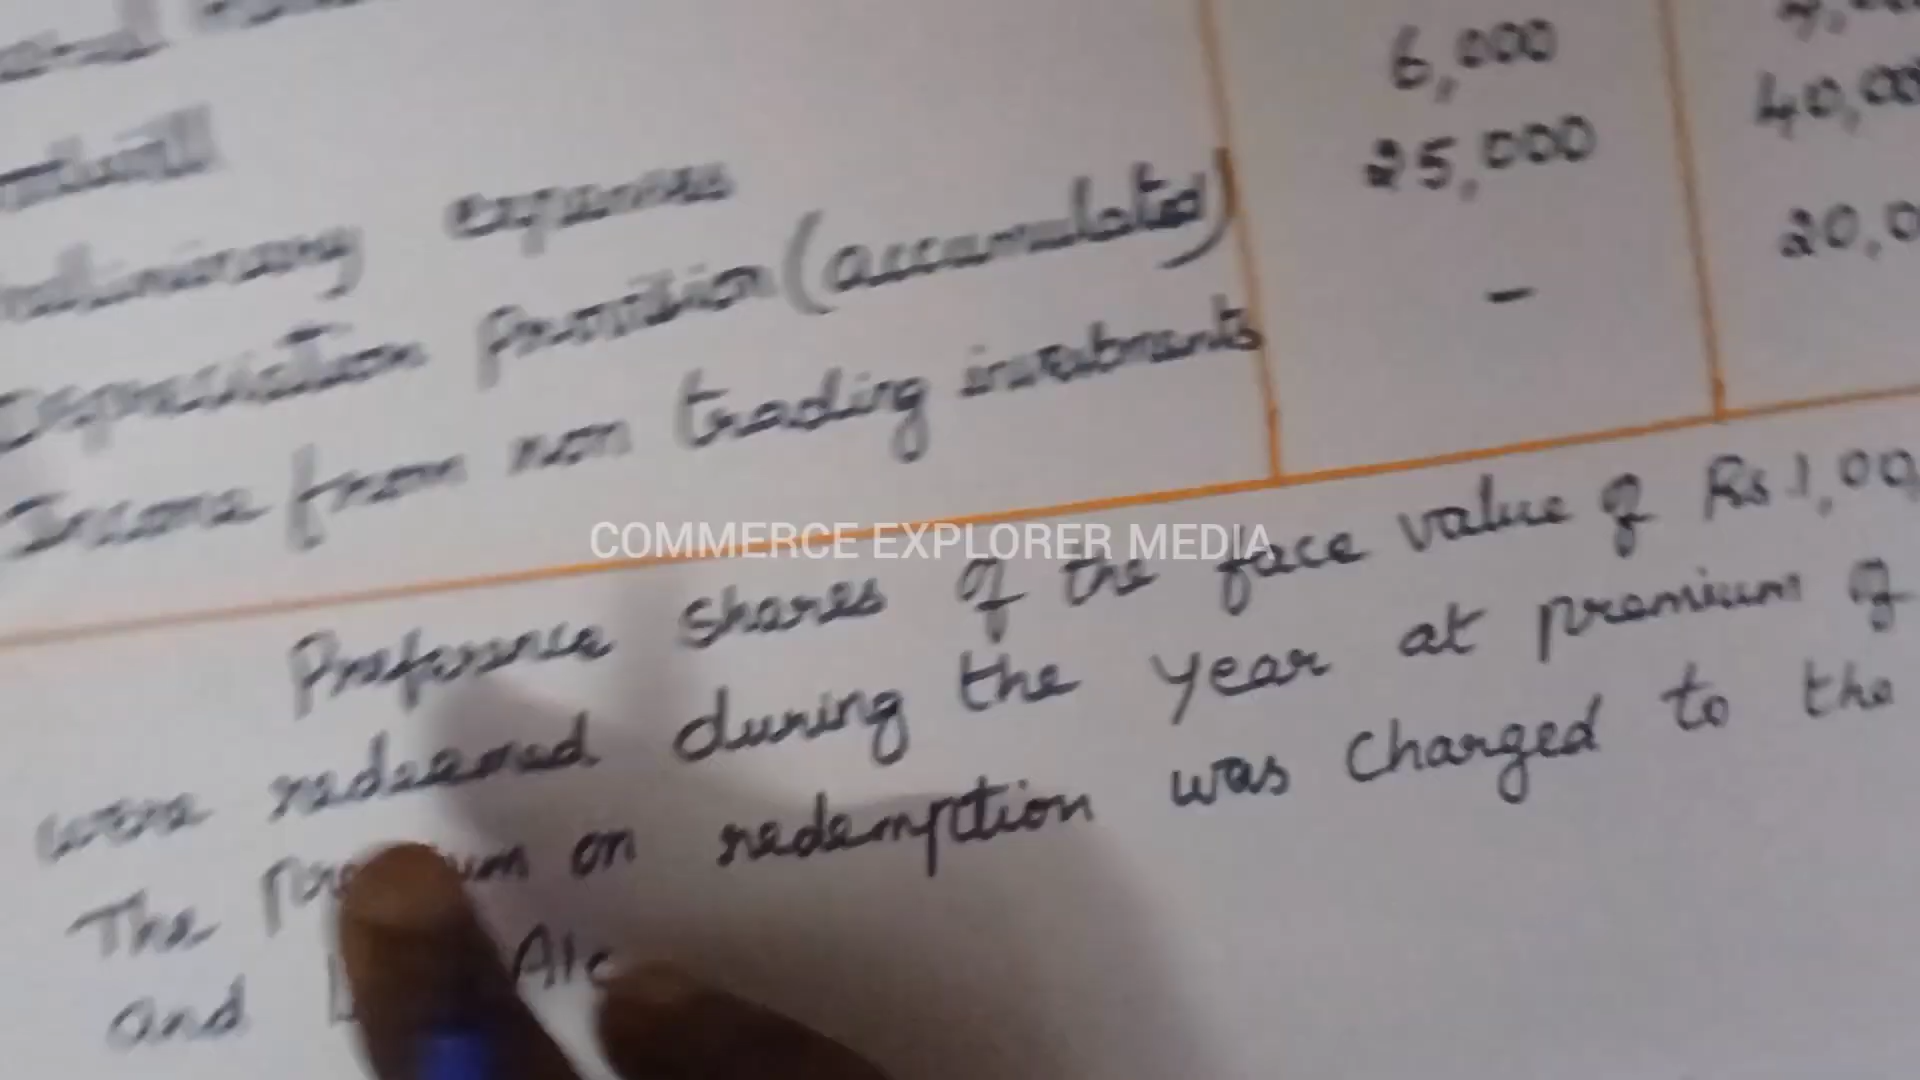 6,000
Preliminary expenses 25,000 40,00
Depreciation Provision (accumulated) - 20,0
Income from non trading investments
COMMERCE EXPLORER MEDIA
Preference shares of the face value of Rs 1,00,
were redeemed during the year at premium of
The on redemption was charged to the
and A/c